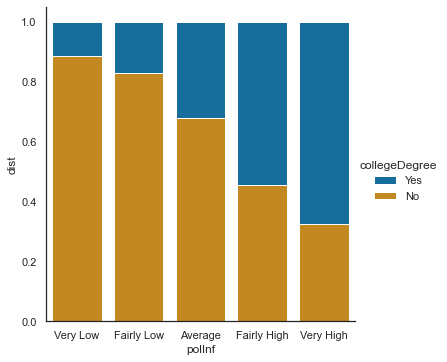 1.0
0.8
0.6
0.4
0.2
0.0
dist
Very Low Fairly Low Average Fairly High Very High
polInf
collegeDegree
Yes
No